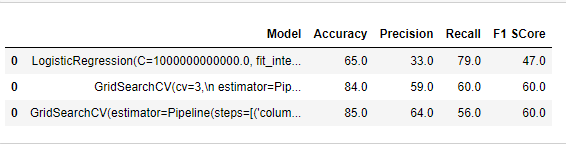 Model Accuracy Precision Recall F1 SCore
0 LogisticRegression(C=1000000000000.0, fit_inte... 65.0 33.0 79.0 47.0
0 GridSearchCV(cv=3,\n estimator=Pip... 84.0 59.0 60.0 60.0
0 GridSearchCV(estimator=Pipeline(steps=[('colum... 85.0 64.0 56.0 60.0